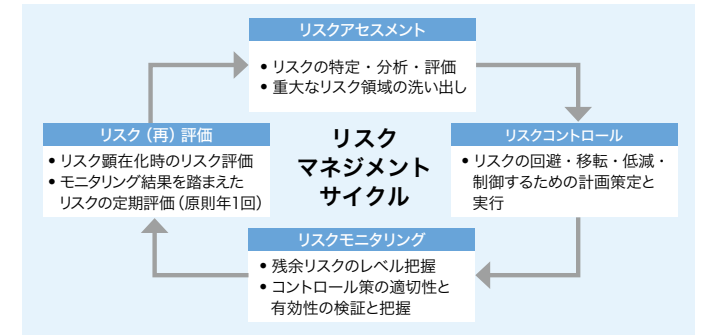 リスクアセスメント
• リスクの特定・分析・評価
• 重大なリスク領域の洗い出し
リスク（再）評価
• リスク顕在化時のリスク評価
• モニタリング結果を踏まえた
リスクの定期評価（原則年1回）
リスク
マネジメント
サイクル
リスクコントロール
• リスクの回避・移転・低減・
制御するための計画策定と
実行
リスクモニタリング
• 残余リスクのレベル把握
• コントロール策の適切性と
有効性の検証と把握